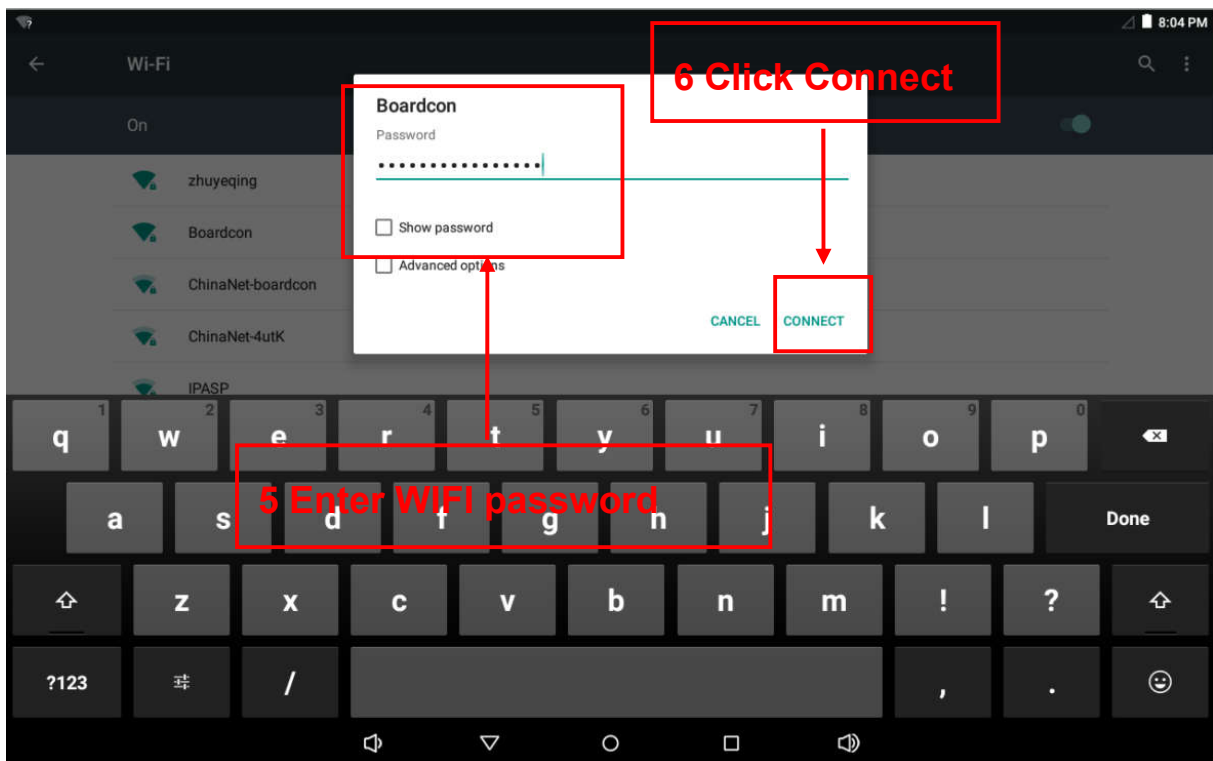 8:04 PM
Wi-Fi
6 Click Connect
Boardcon
Password
••••••••••••••••
On
zhuyeqing
Show password
Boardcon
Advanced options
ChinaNet-boardcon
CANCEL CONNECT
ChinaNet-4utK
IPASP
1 2 3 4 5 6 7 8 9 0
q w e r t y u i o p
5 Enter WIFI password
a s d f g h j k l Done
z x c v b n m ! ?
?123 / , .